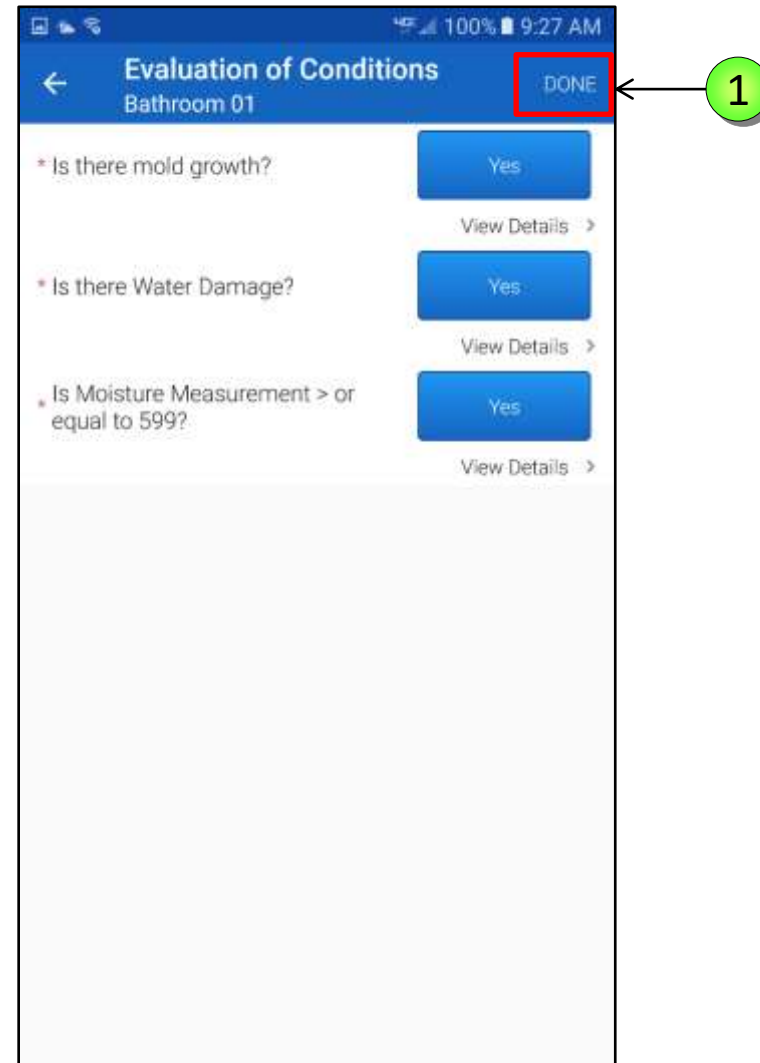 100% 9:27 AM
Evaluation of Conditions
Bathroom 01
DONE
1
* Is there mold growth?
Yes
View Details >
* Is there Water Damage?
Yes
View Details >
* Is Moisture Measurement > or
equal to 599?
Yes
View Details >